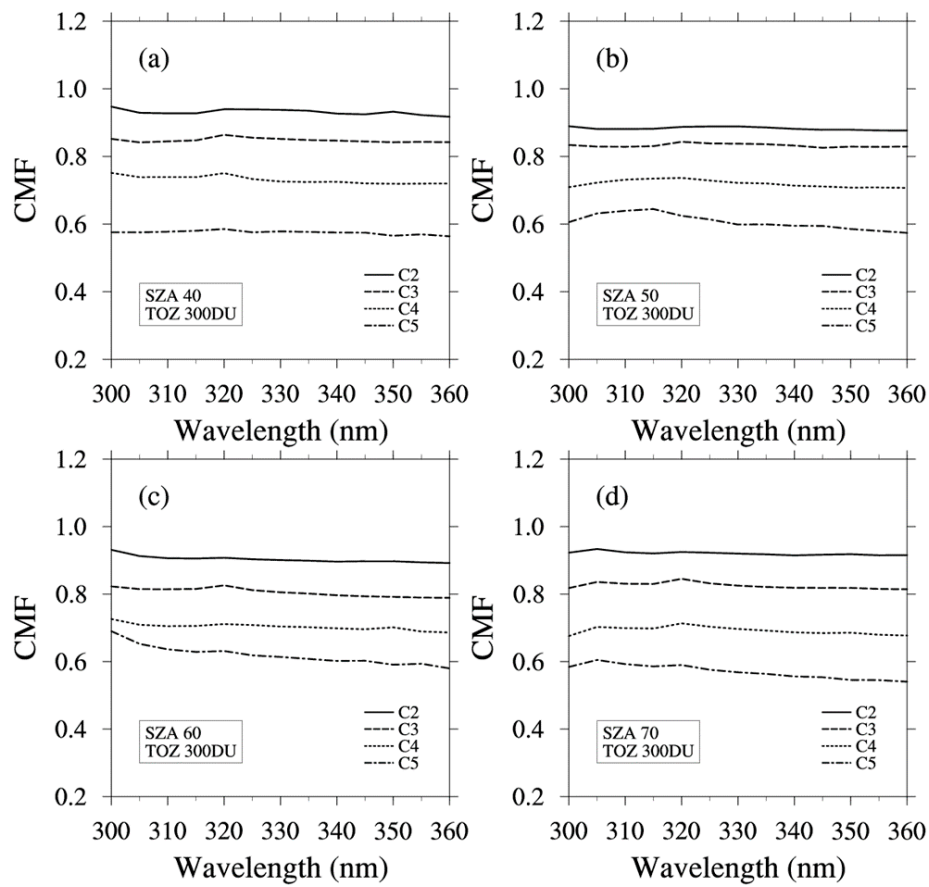 1.2
1.0
0.8
0.6
0.4
0.2
CMF
(a)
SZA 40
TOZ 300DU
C2
C3
C4
C5
300 310 320 330 340 350 360
Wavelength (nm)
1.2
1.0
0.8
0.6
0.4
0.2
CMF
(b)
SZA 50
TOZ 300DU
C2
C3
C4
C5
300 310 320 330 340 350 360
Wavelength (nm)
1.2
1.0
0.8
0.6
0.4
0.2
CMF
(c)
SZA 60
TOZ 300DU
C2
C3
C4
C5
300 310 320 330 340 350 360
Wavelength (nm)
1.2
1.0
0.8
0.6
0.4
0.2
CMF
(d)
SZA 70
TOZ 300DU
C2
C3
C4
C5
300 310 320 330 340 350 360
Wavelength (nm)